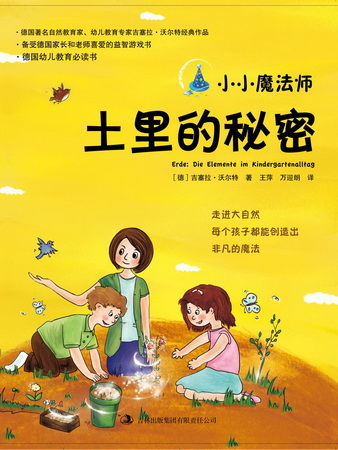 ·德国著名自然教育家、幼儿教育专家吉塞拉·沃尔特经典作品
·备受德国家长和老师喜爱的益智游戏书
·德国幼儿教育必读书
小小魔法师
土里的秘密
Erde: Die Elemente im Kindergartenalltag
[德] 吉塞拉·沃尔特 著 王萍 万迎朗 译
走进大自然
每个孩子都能创造出
非凡的魔法
吉林出版集团有限责任公司